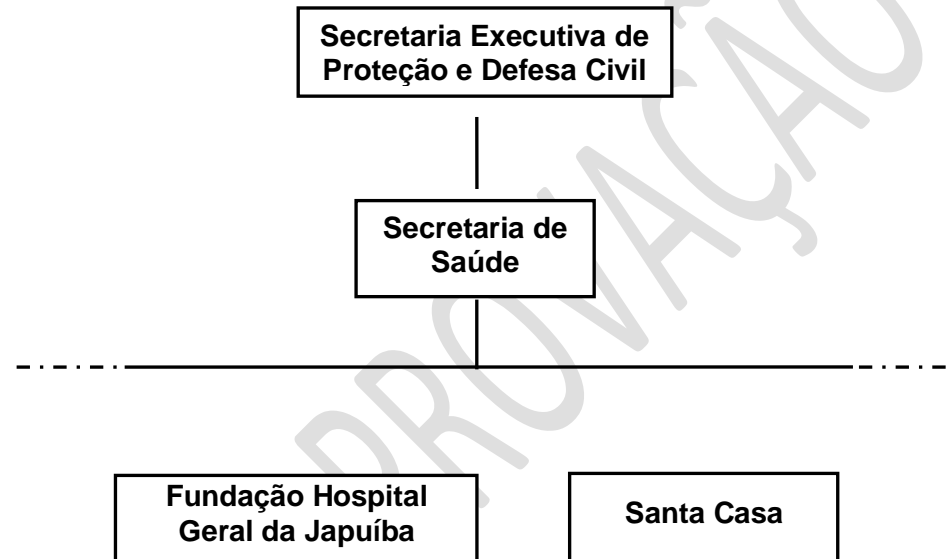 Secretaria Executiva de
Proteção e Defesa Civil
Secretaria de
Saúde
Fundação Hospital
Geral da Japuíba
Santa Casa
PROVAÇÃO